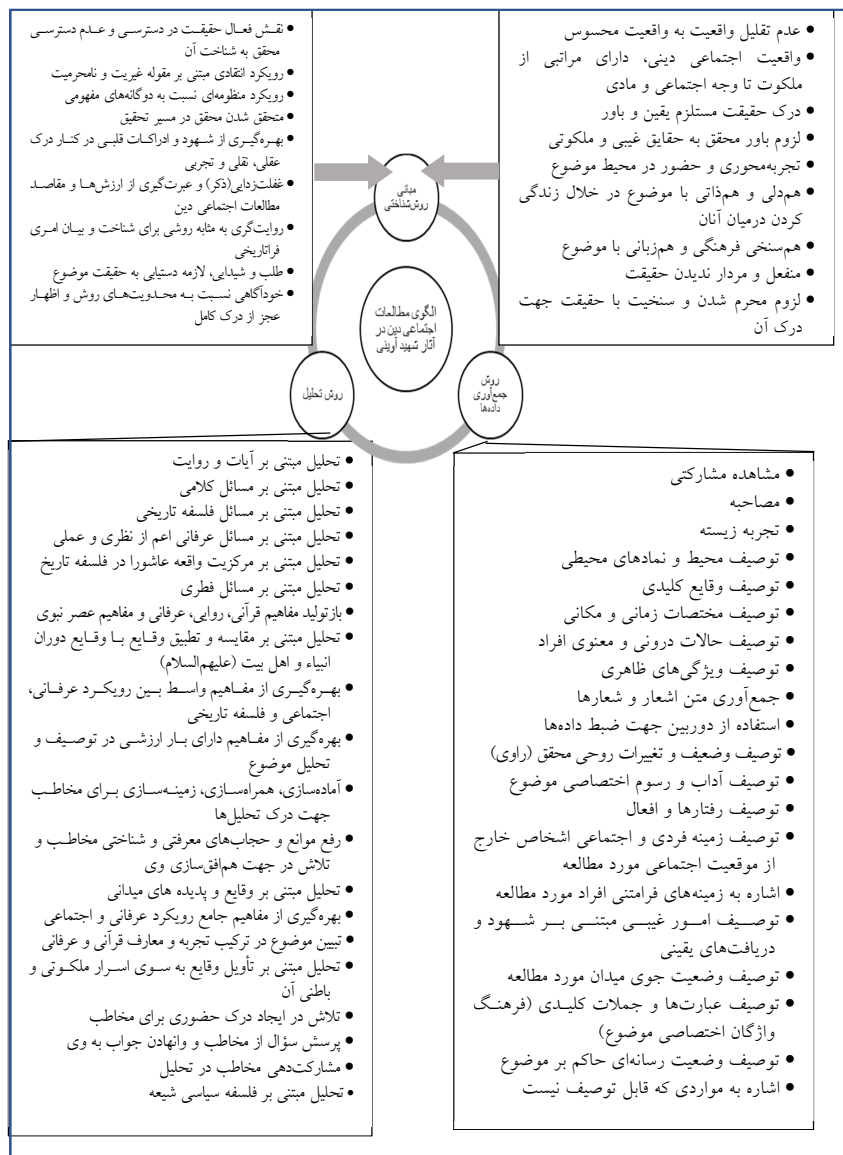 • عدم تقلیل واقعیت به واقعیت محسوس
• واقعیت اجتماعی دینی، دارای مراتبی از
ملکوت تا وجه اجتماعی و مادی
• درک حقیقت مستلزم یقین و باور
• لزوم باور محقق به حقایق غیبی و ملکوتی
• تجربه‌محوری و حضور در محیط موضوع
• هم‌دلی و هم‌ذاتی با موضوع در خلال زندگی
کردن درمیان آنان
• هم‌سنخی فرهنگی و هم‌زبانی با موضوع
• منفعل و مردار ندیدن حقیقت
• لزوم محرم شدن و سنخیت با حقیقت جهت
درک آن
• نقش فعال حقیقت در دسترسی و عدم دسترسی
محقق به شناخت آن
• رویکرد انتقادی مبتنی بر مقوله غیریت و نامحرمیت
• رویکرد منظومه‌ای نسبت به دوگانه‌های مفهومی
• متحقق شدن محقق در مسیر تحقیق
• بهره‌گیری از شهود و ادراکات قلبی در کنار درک
عقلی، نقلی و تجربی
• غفلت‌زدایی(ذکر) و عبرت‌گیری از ارزش‌ها و مقاصد
مطالعات اجتماعی دین
• روایت‌گری به مثابه روشی برای شناخت و بیان امری
فراتاریخی
• طلب و شیدایی، لازمه دستیابی به حقیقت موضوع
• خودآگاهی نسبت به محدویت‌های روش و اظهار
عجز از درک کامل
مبانی
روش‌شناختی
الگوی مطالعات
اجتماعی دین در
آثار شهید آوینی
روش
جمع‌آوری
داده‌ها
روش تحلیل
• مشاهده مشارکتی
• مصاحبه
• تجربه زیسته
• توصیف محیط و نمادهای محیطی
• توصیف وقایع کلیدی
• توصیف مختصات زمانی و مکانی
• توصیف حالات درونی و معنوی افراد
• توصیف ویژگی‌های ظاهری
• جمع‌آوری متن اشعار و شعارها
• استفاده از دوربین جهت ضبط داده‌ها
• توصیف وضعیف و تغییرات روحی محقق (راوی)
• توصیف آداب و رسوم اختصاصی موضوع
• توصیف رفتارها و افعال
• توصیف زمینه فردی و اجتماعی اشخاص خارج
از موقعیت اجتماعی مورد مطالعه
• اشاره به زمینه‌های فرامتنی افراد مورد مطالعه
• توصیف امور غیبی مبتنی بر شهود و
دریافت‌های یقینی
• توصیف وضعیت جوی میدان مورد مطالعه
• توصیف عبارت‌ها و جملات کلیدی (فرهنگ
واژگان اختصاصی موضوع)
• توصیف وضعیت رسانه‌ای حاکم بر موضوع
• اشاره به مواردی که قابل توصیف نیست
• تحلیل مبتنی بر آیات و روایت
• تحلیل مبتنی بر مسائل کلامی
• تحلیل مبتنی بر مسائل فلسفه تاریخی
• تحلیل مبتنی بر مسائل عرفانی اعم از نظری و عملی
• تحلیل مبتنی بر مرکزیت واقعه عاشورا در فلسفه تاریخ
• تحلیل مبتنی بر مسائل فطری
• بازتولید مفاهیم قرآنی، روایی، عرفانی و مفاهیم عصر نبوی
• تحلیل مبتنی بر مقایسه و تطبیق وقایع با وقایع دوران
انبیاء و اهل بیت (علیهم‌السلام)
• بهره‌گیری از مفاهیم واسط بین رویکرد عرفانی،
اجتماعی و فلسفه تاریخی
• بهره‌گیری از مفاهیم دارای بار ارزشی در توصیف و
تحلیل موضوع
• آماده‌سازی، همراه‌سازی، زمینه‌سازی برای مخاطب
جهت درک تحلیل‌ها
• رفع موانع و حجاب‌های معرفتی و شناختی مخاطب و
تلاش در جهت هم‌افق‌سازی وی
• تحلیل مبتنی بر وقایع و پدیده های میدانی
• بهره‌گیری از مفاهیم جامع رویکرد عرفانی و اجتماعی
• تبیین موضوع در ترکیب تجربه و معارف قرآنی و عرفانی
• تحلیل مبتنی بر تأویل وقایع به سوی اسرار ملکوتی و
باطنی آن
• تلاش در ایجاد درک حضوری برای مخاطب
• پرسش سؤال از مخاطب و وانهادن جواب به وی
• مشارکت‌دهی مخاطب در تحلیل
• تحلیل مبتنی بر فلسفه سیاسی شیعه